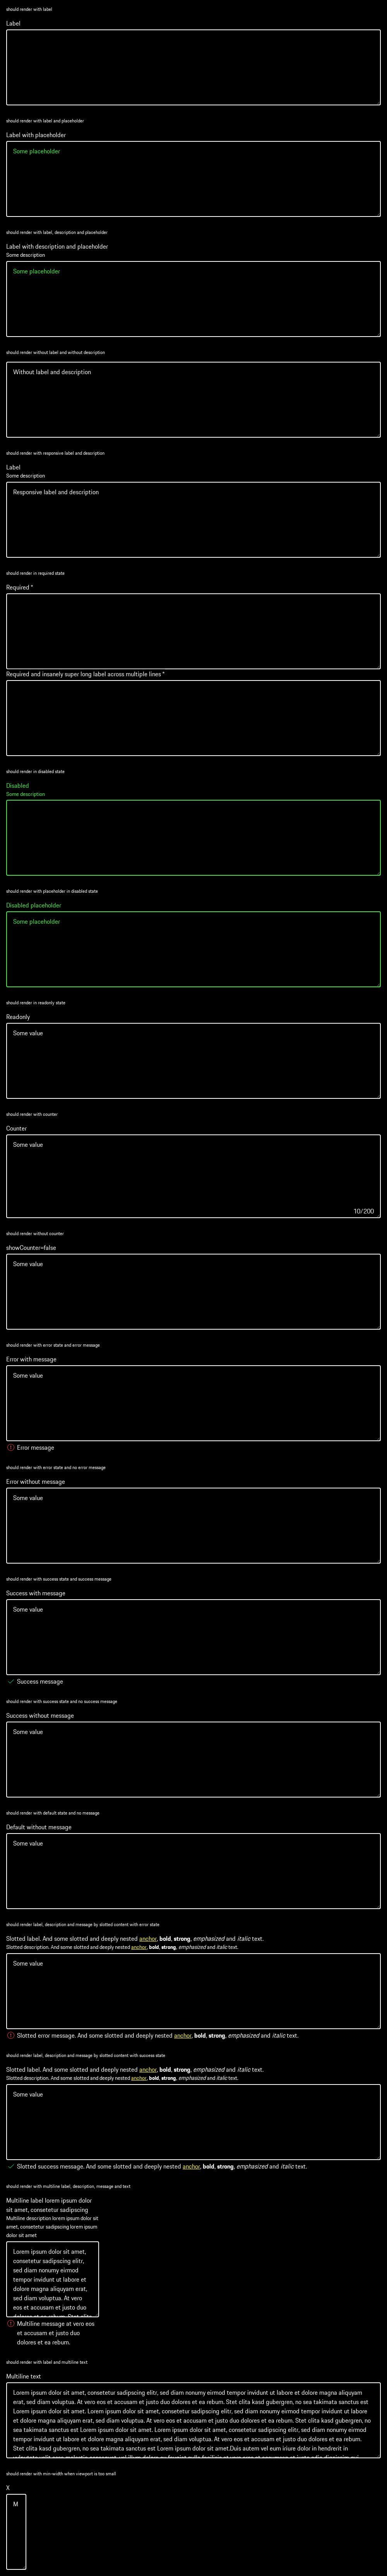 should render with label
Label
should render with label and placeholder
Label with placeholder
Some placeholder
should render with label, description and placeholder
Label with description and placeholder
Some description
Some placeholder
should render without label and without description
Without label and description
should render with responsive label and description
Label
Some description
Responsive label and description
should render in required state
Required *
Required and insanely super long label across multiple lines *
should render in disabled state
Disabled
Some description
should render with placeholder in disabled state
Disabled placeholder
Some placeholder
should render in readonly state
Readonly
Some value
should render with counter
Counter
Some value
10/200
should render without counter
showCounter=false
Some value
should render with error state and error message
Error with message
Some value
Error message
should render with error state and no error message
Error without message
Some value
should render with success state and success message
Success with message
Some value
Success message
should render with success state and no success message
Success without message
Some value
should render with default state and no message
Default without message
Some value
should render label, description and message by slotted content with error state
Slotted label. And some slotted and deeply nested anchor, bold, strong, emphasized and italic text.
Slotted description. And some slotted and deeply nested anchor, bold, strong, emphasized and italic text.
Some value
Slotted error message. And some slotted and deeply nested anchor, bold, strong, emphasized and italic text.
should render label, description and message by slotted content with success state
Slotted label. And some slotted and deeply nested anchor, bold, strong, emphasized and italic text.
Slotted description. And some slotted and deeply nested anchor, bold, strong, emphasized and italic text.
Some value
Slotted success message. And some slotted and deeply nested anchor, bold, strong, emphasized and italic text.
should render with multiline label, description, message and text
Multiline label lorem ipsum dolor
sit amet, consetetur sadipscing
Multiline description lorem ipsum dolor sit
amet, consetetur sadipscing lorem ipsum
dolor sit amet
Lorem ipsum dolor sit amet,
consetetur sadipscing elitr,
sed diam nonumy eirmod
tempor invidunt ut labore et
dolore magna aliquyam erat,
sed diam voluptua. At vero
eos et accusam et justo duo
Multiline message at vero eos
et accusam et justo duo
dolores et ea rebum.
should render with label and multiline text
Multiline text
Lorem ipsum dolor sit amet, consetetur sadipscing elitr, sed diam nonumy eirmod tempor invidunt ut labore et dolore magna aliquyam
erat, sed diam voluptua. At vero eos et accusam et justo duo dolores et ea rebum. Stet clita kasd gubergren, no sea takimata sanctus est
Lorem ipsum dolor sit amet. Lorem ipsum dolor sit amet, consetetur sadipscing elitr, sed diam nonumy eirmod tempor invidunt ut labore et
dolore magna aliquyam erat, sed diam voluptua. At vero eos et accusam et justo duo dolores et ea rebum. Stet clita kasd gubergren, no
sea takimata sanctus est Lorem ipsum dolor sit amet. Lorem ipsum dolor sit amet, consetetur sadipscing elitr, sed diam nonumy eirmod
tempor invidunt ut labore et dolore magna aliquyam erat, sed diam voluptua. At vero eos et accusam et justo duo dolores et ea rebum.
Stet clita kasd gubergren, no sea takimata sanctus est Lorem ipsum dolor sit amet.Duis autem vel eum iriure dolor in hendrerit in
should render with min-width when viewport is too small
X
M